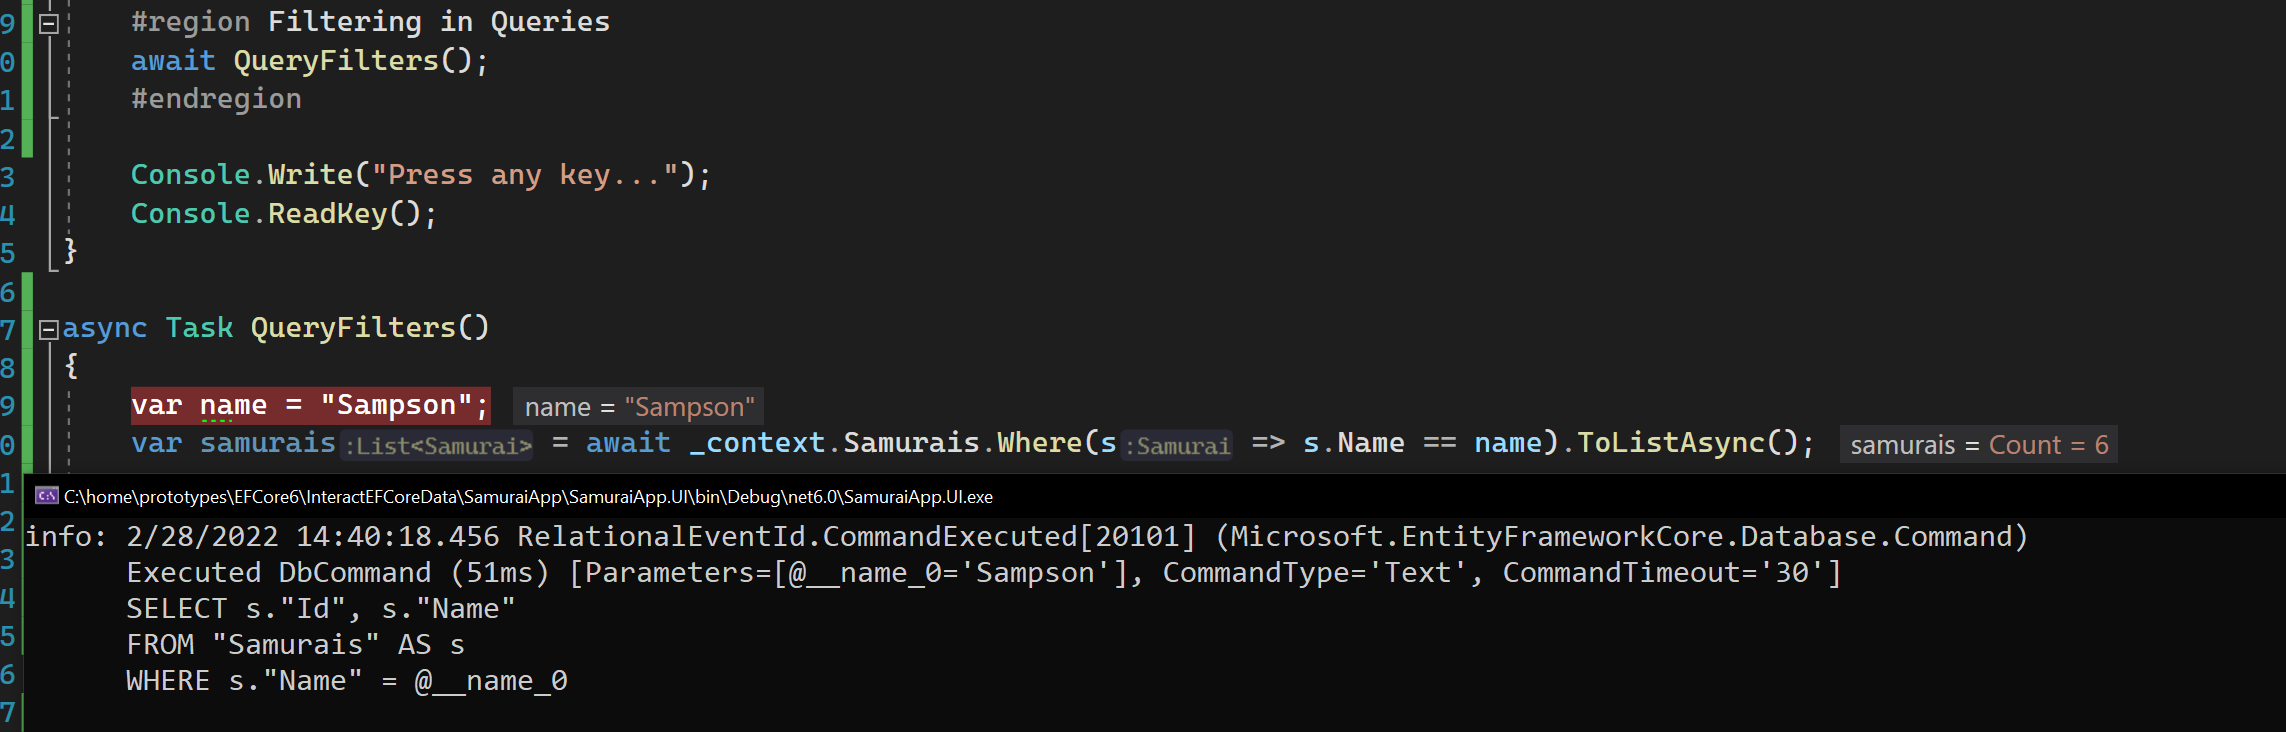 9 #region Filtering in Queries
0 await QueryFilters();
1 #endregion
2
3 Console.Write("Press any key...");
4 Console.ReadKey();
5 }
6
7 async Task QueryFilters()
8 {
9 var name = "Sampson"; name = "Sampson"
0 var samurais :List<Samurai> = await _context.Samurais.Where(s :Samurai => s.Name == name).ToListAsync(); samurais = Count = 6
1 C:\home\prototypes\EFCore6\InteractEFCoreData\SamuraiApp\SamuraiApp.UI\bin\Debug\net6.0\SamuraiApp.UI.exe
2 info: 2/28/2022 14:40:18.456 RelationalEventId.CommandExecuted[20101] (Microsoft.EntityFrameworkCore.Database.Command)
3 Executed DbCommand (51ms) [Parameters=[@__name_0='Sampson'], CommandType='Text', CommandTimeout='30']
4 SELECT s."Id", s."Name"
5 FROM "Samurais" AS s
6 WHERE s."Name" = @__name_0
7